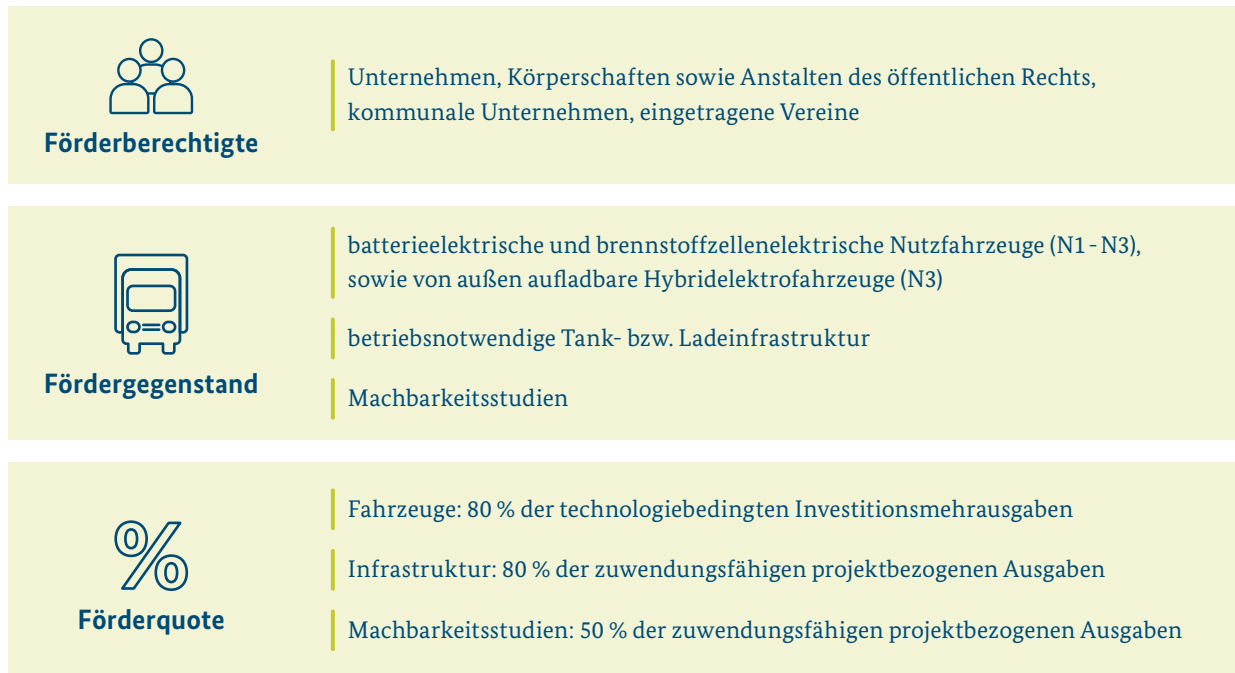 Förderberechtigte
Unternehmen, Körperschaften sowie Anstalten des öffentlichen Rechts,
kommunale Unternehmen, eingetragene Vereine
Fördergegenstand
batterieelektrische und brennstoffzellenelektrische Nutzfahrzeuge (N1 - N3),
sowie von außen aufladbare Hybridelektrofahrzeuge (N3)
betriebsnotwendige Tank- bzw. Ladeinfrastruktur
Machbarkeitsstudien
%
Förderquote
Fahrzeuge: 80 % der technologiebedingten Investitionsmehrausgaben
Infrastruktur: 80 % der zuwendungsfähigen projektbezogenen Ausgaben
Machbarkeitsstudien: 50 % der zuwendungsfähigen projektbezogenen Ausgaben